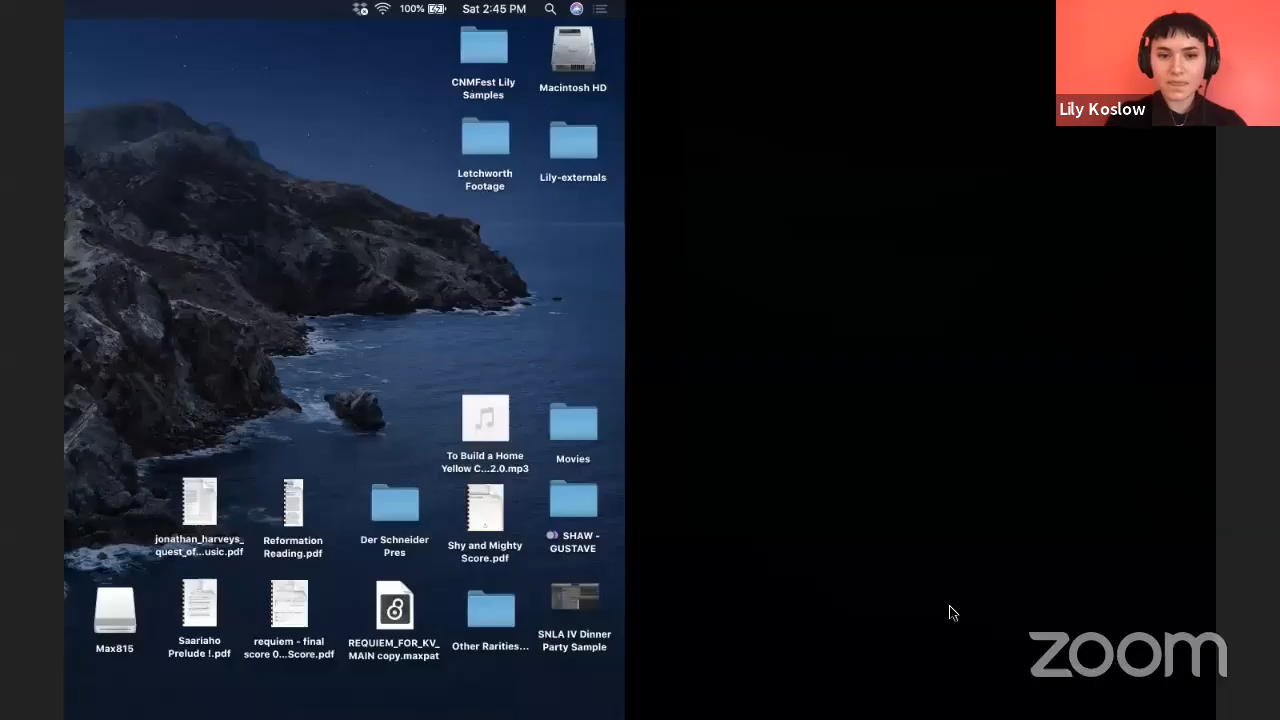 100%
Sat 2:45 PM
CNMFest Lily
Samples
Macintosh HD
Letchworth
Footage
Lily-externals
To Build a Home
Yellow C...2.0.mp3
Movies
jonathan_harveys_
quest_of...usic.pdf
Reformation
Reading.pdf
Der Schneider
Pres
Shy and Mighty
Score.pdf
SHAW -
GUSTAVE
Max815
Saariaho
Prelude !.pdf
requiem - final
score 0...Score.pdf
REQUIEM_FOR_KV_
MAIN copy.maxpat
Other Rarities...
SNLA IV Dinner
Party Sample
Lily Koslow
zoom